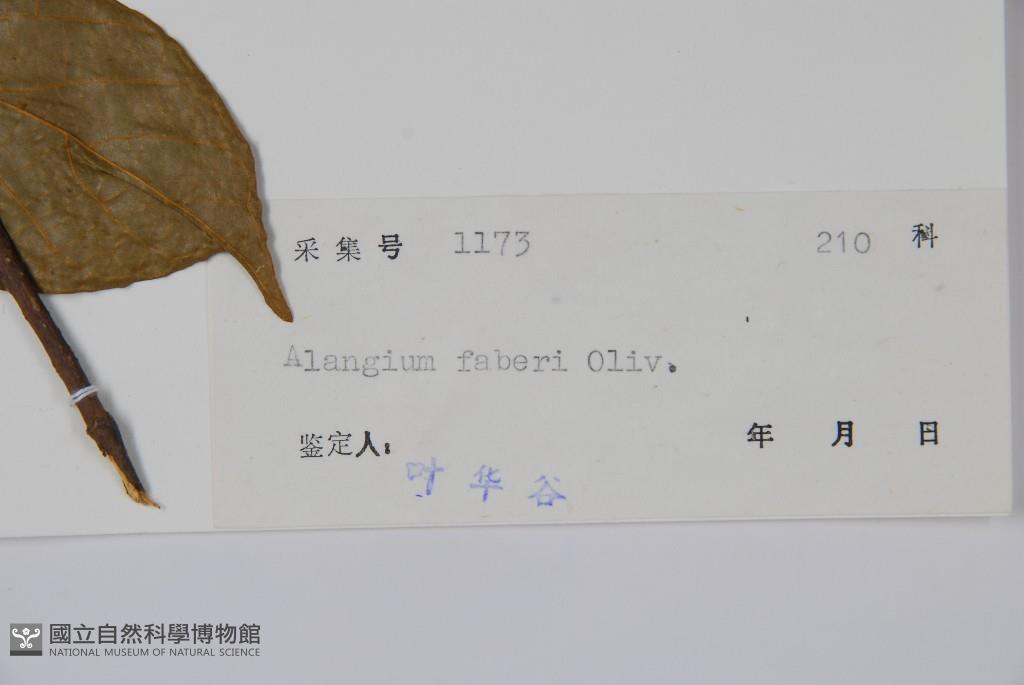 采集号 1173 210 科
Alangium faberi Oliv.
鉴定人： 年 月 日
叶华谷
國立自然科學博物館
NATIONAL MUSEUM OF NATURAL SCIENCE